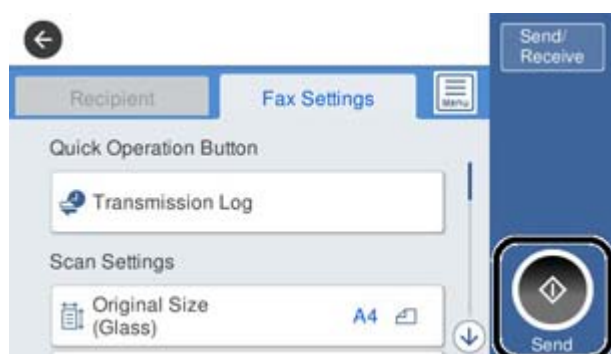 Send/
Receive
Recipient
Fax Settings
Menu
Quick Operation Button
Transmission Log
Scan Settings
Original Size
(Glass)
A4
Send